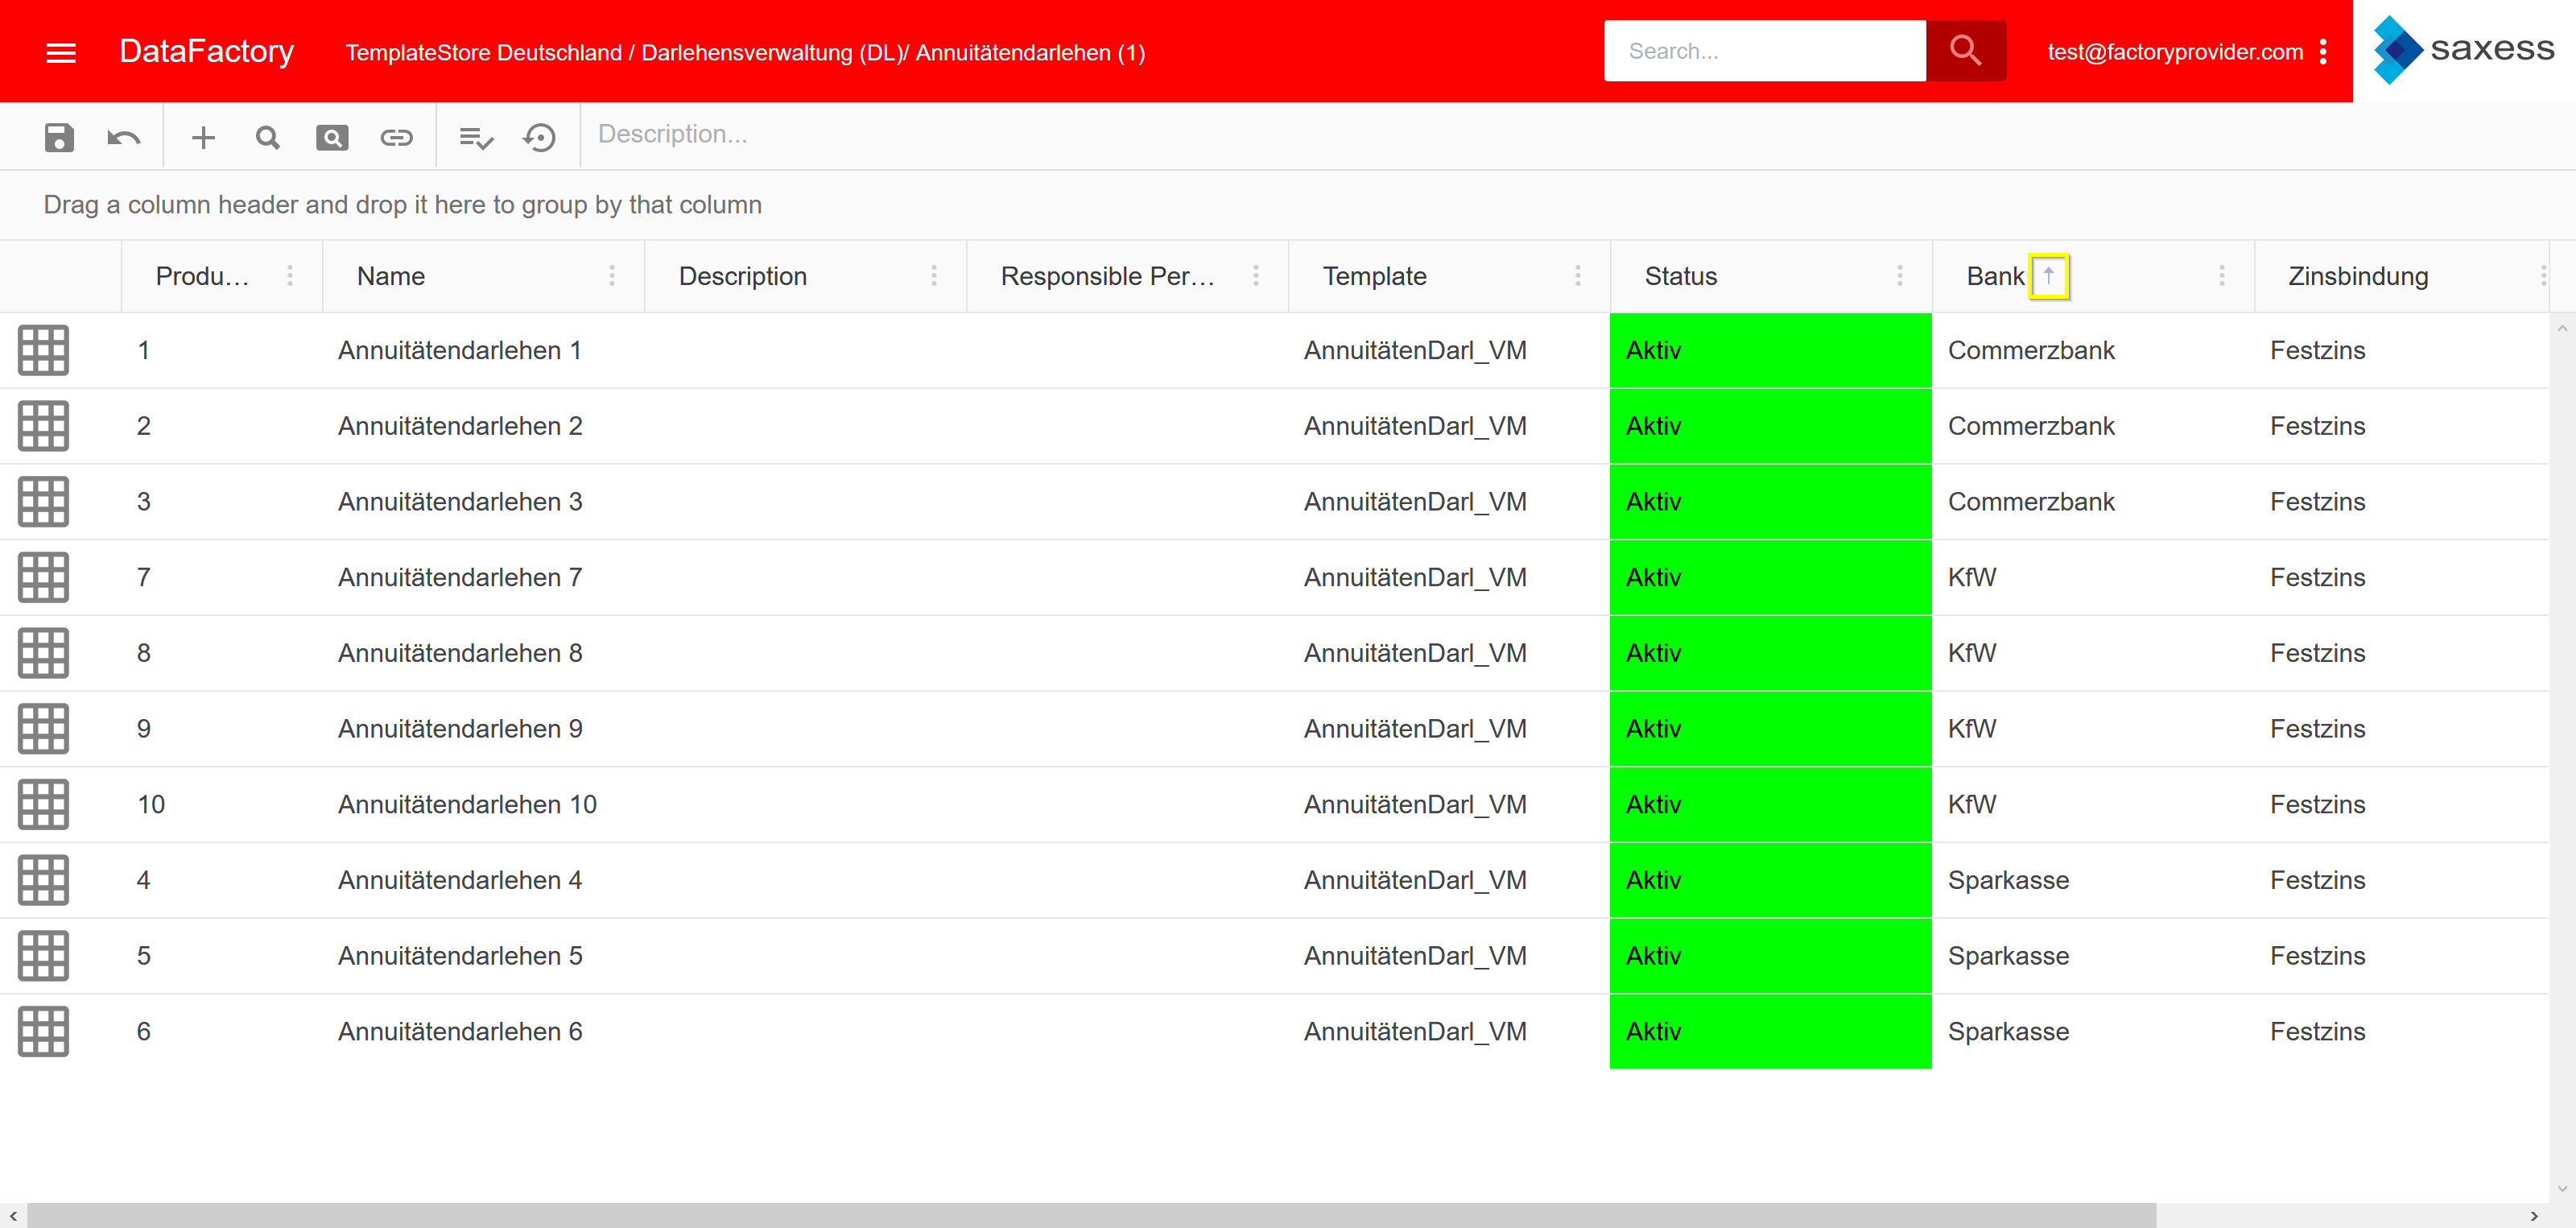 DataFactory TemplateStore Deutschland / Darlehensverwaltung (DL)/ Annuitätendarlehen (1) Search... test@factoryprovider.com saxess
Description...
Drag a column header and drop it here to group by that column
Produ... Name Description Responsible Per... Template Status Bank Zinsbindung
1 Annuitätendarlehen 1 AnnuitätenDarl_VM Aktiv Commerzbank Festzins
2 Annuitätendarlehen 2 AnnuitätenDarl_VM Aktiv Commerzbank Festzins
3 Annuitätendarlehen 3 AnnuitätenDarl_VM Aktiv Commerzbank Festzins
7 Annuitätendarlehen 7 AnnuitätenDarl_VM Aktiv KfW Festzins
8 Annuitätendarlehen 8 AnnuitätenDarl_VM Aktiv KfW Festzins
9 Annuitätendarlehen 9 AnnuitätenDarl_VM Aktiv KfW Festzins
10 Annuitätendarlehen 10 AnnuitätenDarl_VM Aktiv KfW Festzins
4 Annuitätendarlehen 4 AnnuitätenDarl_VM Aktiv Sparkasse Festzins
5 Annuitätendarlehen 5 AnnuitätenDarl_VM Aktiv Sparkasse Festzins
6 Annuitätendarlehen 6 AnnuitätenDarl_VM Aktiv Sparkasse Festzins